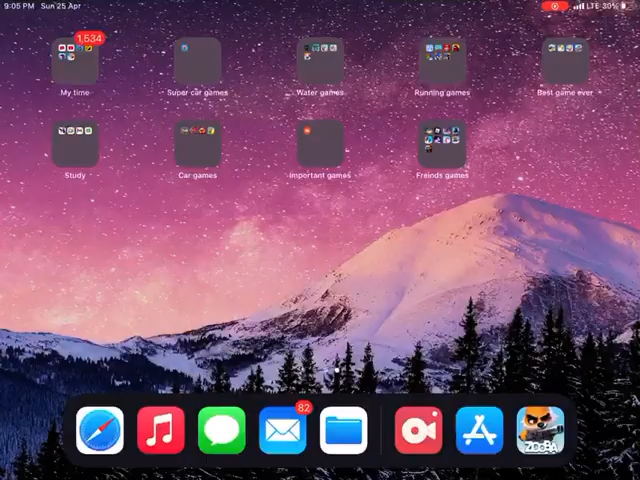 9:05 PM Sun 25 Apr
LTE 30%
1,534
My time
Super car games
Water games
Running games
Best game ever
Study
Car games
Important games
Freinds games
82
ZOOBA